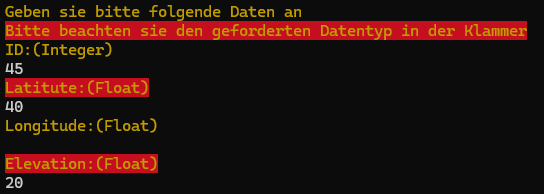 Geben sie bitte folgende Daten an
Bitte beachten sie den geforderten Datentyp in der Klammer
ID:(Integer)
45
Latitute:(Float)
40
Longitude:(Float)
Elevation:(Float)
20